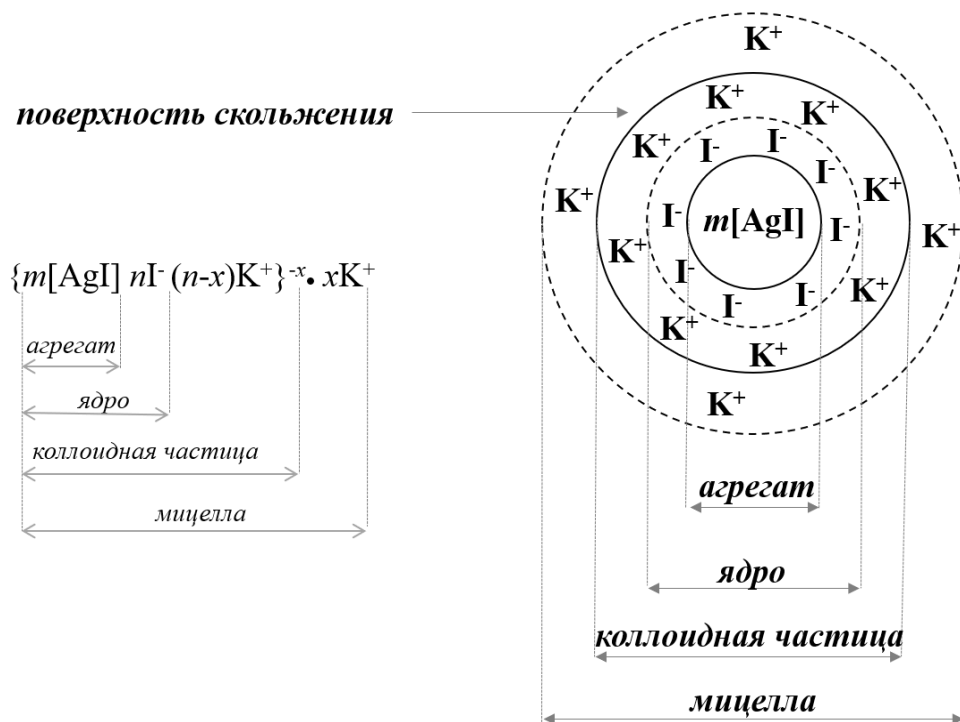 поверхность скольжения
{m[AgI] nI⁻ (n-x)K⁺}⁻ˣ• xK⁺
агрегат
ядро
коллоидная частица
мицелла
K⁺
K⁺
K⁺
K⁺
I⁻
I⁻
I⁻
K⁺
K⁺
I⁻
m[AgI]
I⁻
K⁺
K⁺
I⁻
I⁻
I⁻
K⁺
K⁺
K⁺
K⁺
агрегат
ядро
коллоидная частица
мицелла